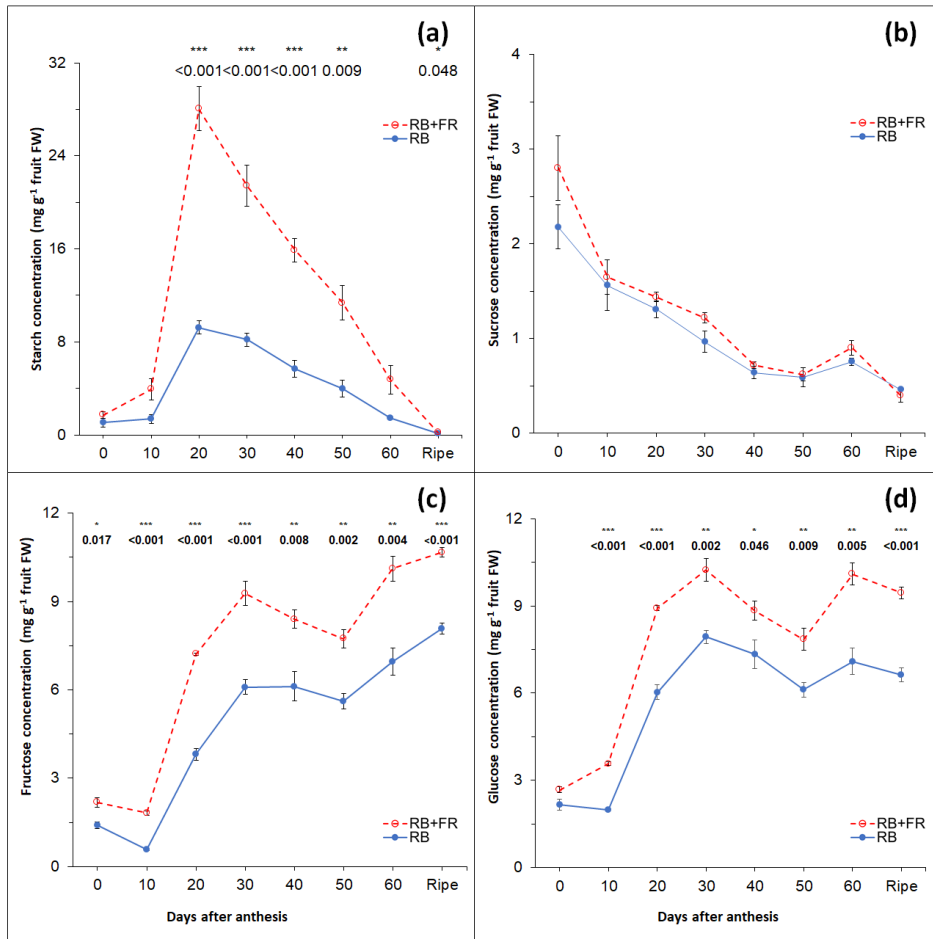 (a)
*** *** *** ** *
<0.001 <0.001 <0.001 0.009 0.048
Starch concentration (mg g⁻¹ fruit FW)
32
24
16
8
0
RB+FR
RB
0 10 20 30 40 50 60 Ripe
(b)
Sucrose concentration (mg g⁻¹ fruit FW)
4
3
2
1
0
RB+FR
RB
0 10 20 30 40 50 60 Ripe
(c)
* *** *** *** ** ** ** ***
0.017 <0.001 <0.001 <0.001 0.008 0.002 0.004 <0.001
Fructose concentration (mg g⁻¹ fruit FW)
12
9
6
3
0
RB+FR
RB
0 10 20 30 40 50 60 Ripe
Days after anthesis
(d)
*** *** ** * ** ** ***
<0.001 <0.001 0.002 0.046 0.009 0.005 <0.001
Glucose concentration (mg g⁻¹ fruit FW)
12
9
6
3
0
RB+FR
RB
0 10 20 30 40 50 60 Ripe
Days after anthesis